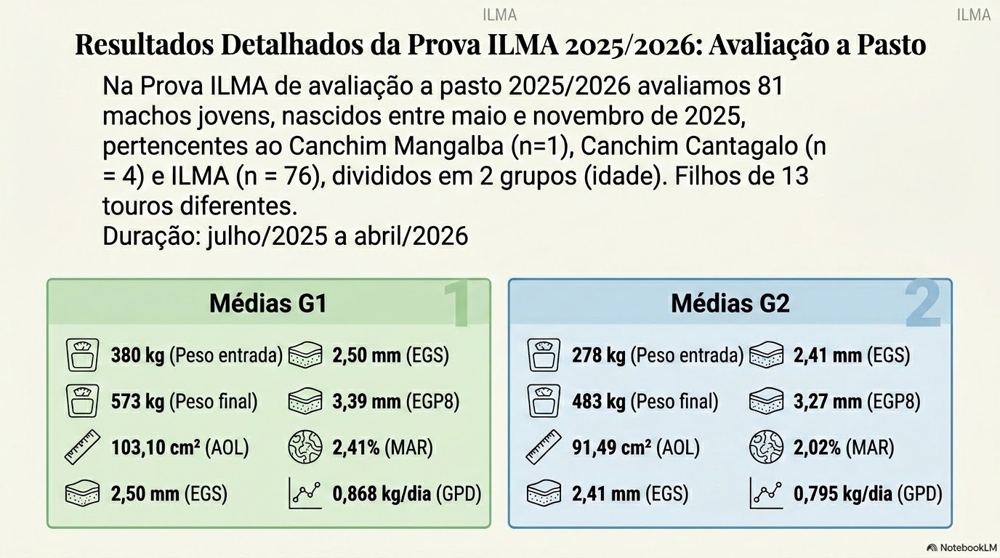 ILMA
ILMA
Resultados Detalhados da Prova ILMA 2025/2026: Avaliação a Pasto
Na Prova ILMA de avaliação a pasto 2025/2026 avaliamos 81
machos jovens, nascidos entre maio e novembro de 2025,
pertencentes ao Canchim Mangalba (n=1), Canchim Cantagalo (n
= 4) e ILMA (n = 76), divididos em 2 grupos (idade). Filhos de 13
touros diferentes.
Duração: julho/2025 a abril/2026
Médias G1
1
380 kg (Peso entrada)
2,50 mm (EGS)
573 kg (Peso final)
3,39 mm (EGP8)
103,10 cm² (AOL)
2,41% (MAR)
2,50 mm (EGS)
0,868 kg/dia (GPD)
Médias G2
2
278 kg (Peso entrada)
2,41 mm (EGS)
483 kg (Peso final)
3,27 mm (EGP8)
91,49 cm² (AOL)
2,02% (MAR)
2,41 mm (EGS)
0,795 kg/dia (GPD)
NotebookLM